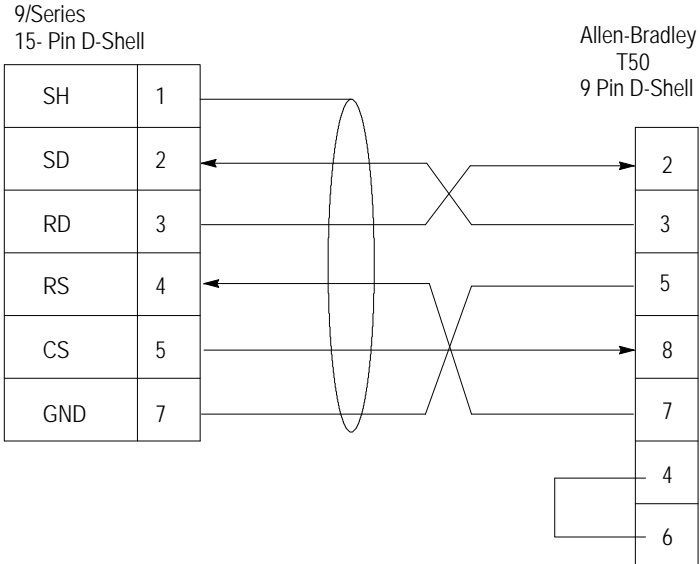 9/Series
15- Pin D-Shell
Allen-Bradley
T50
9 Pin D-Shell
SH 1
SD 2
RD 3
RS 4
CS 5
GND 7
2
3
5
8
7
4
6